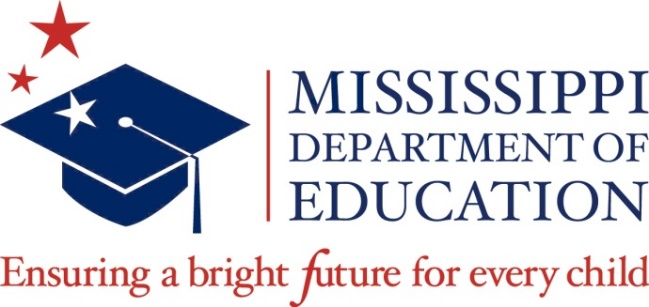 MISSISSIPPI
DEPARTMENT OF
EDUCATION
Ensuring a bright future for every child